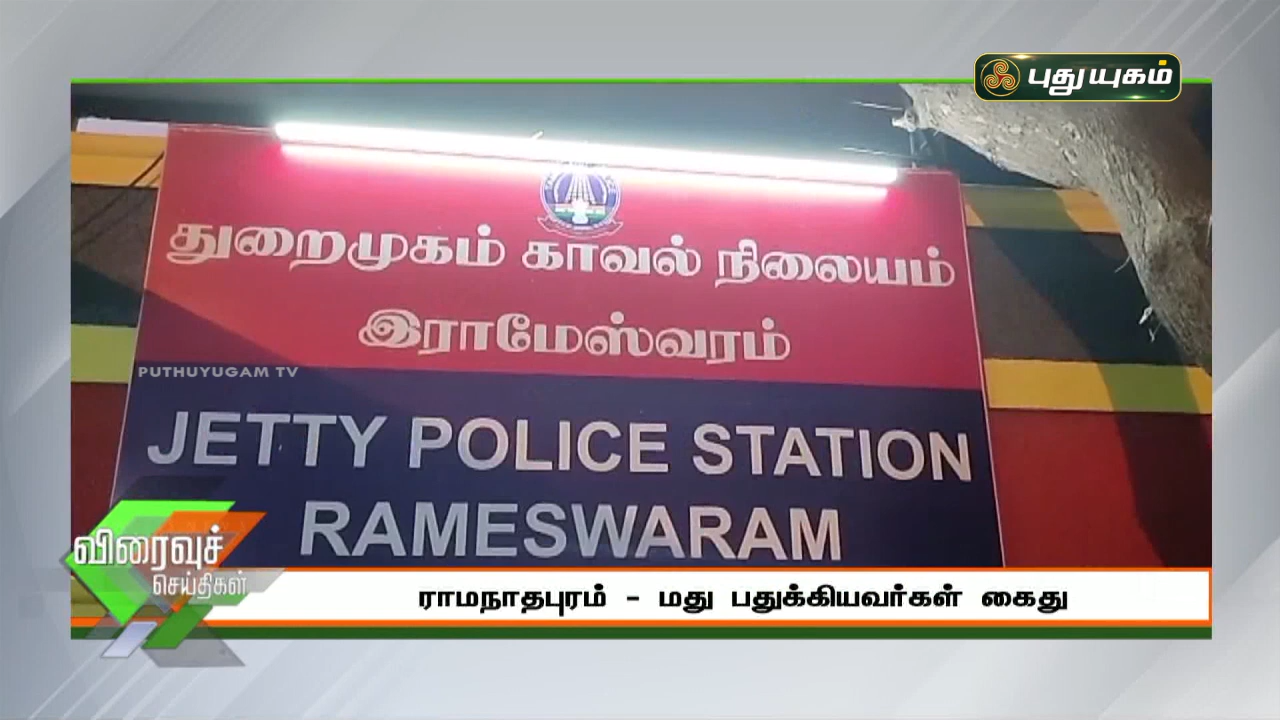 புதுயுகம்
துறைமுகம் காவல் நிலையம்
இராமேஸ்வரம்
PUTHUYUGAM TV
JETTY POLICE STATION
RAMESWARAM
விரைவுச்
செய்திகள்
ராமநாதபுரம் - மது பதுக்கியவர்கள் கைது